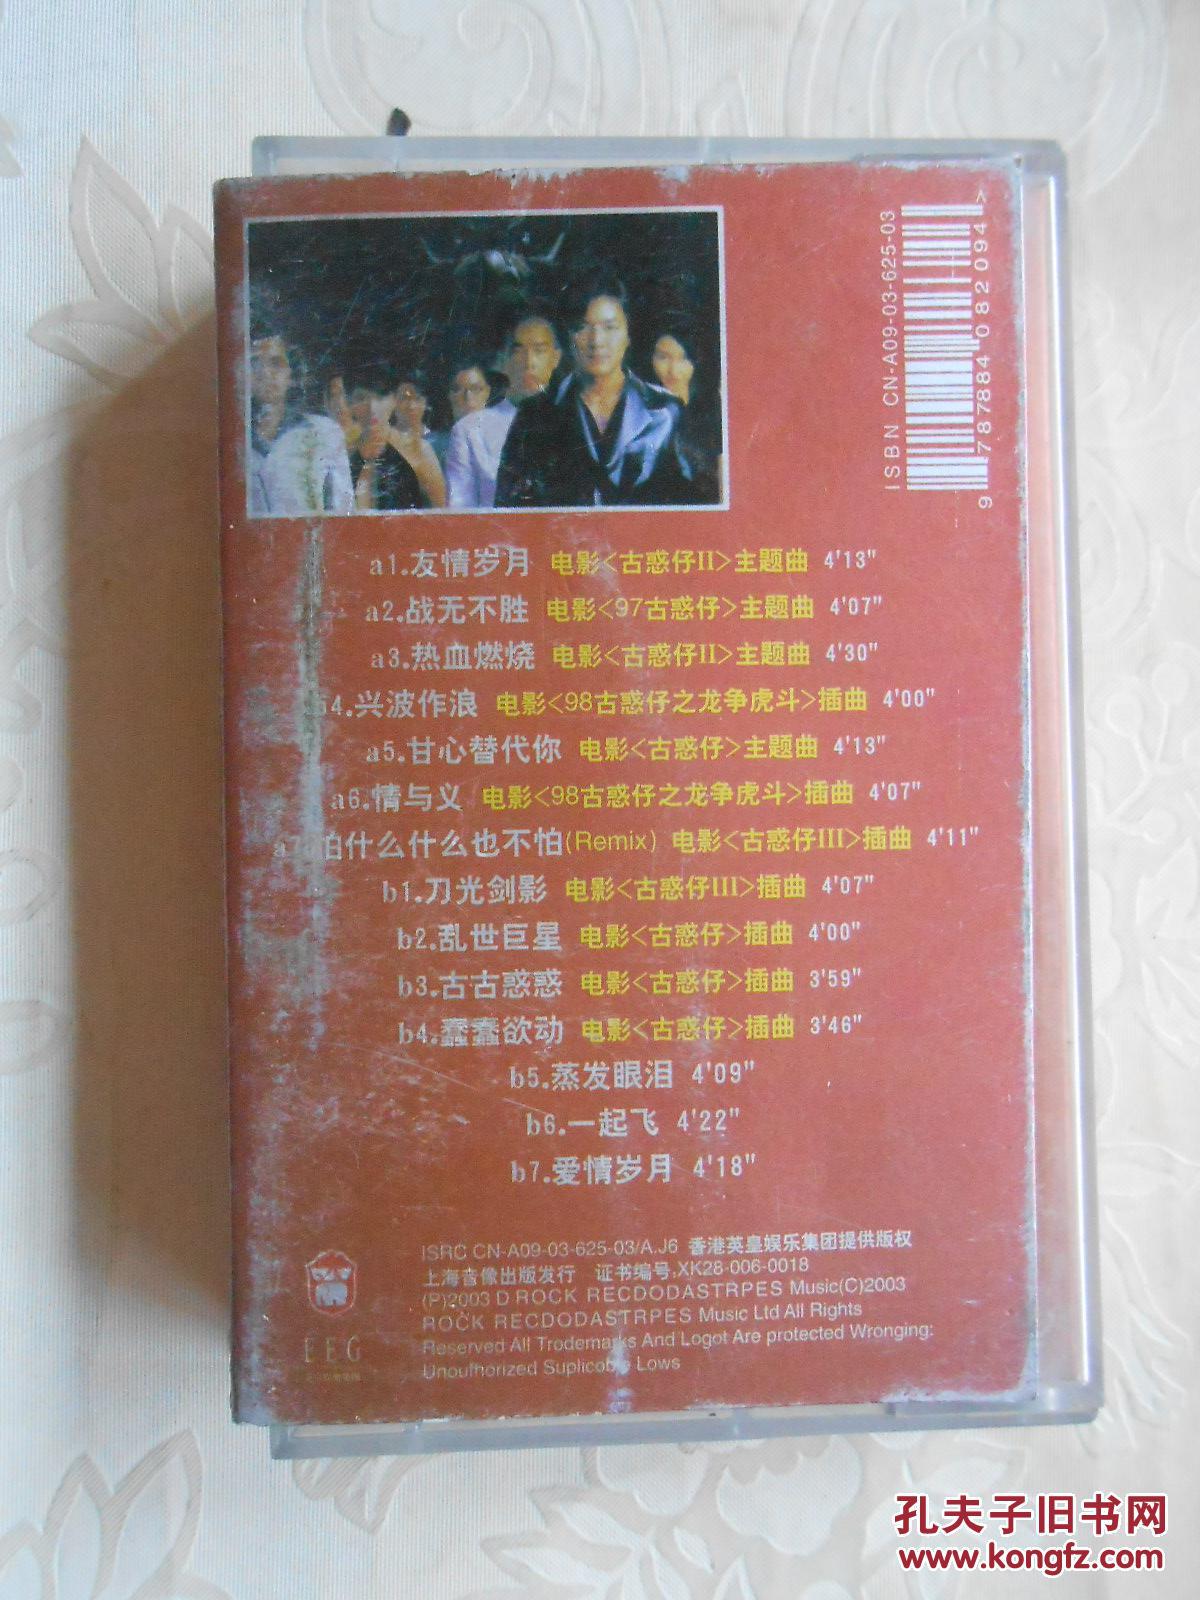 ISBN CN-A09-03-625-03
9 787884 082094 >
a1.友情岁月 电影<古惑仔II>主题曲 4'13"
a2.战无不胜 电影<97古惑仔>主题曲 4'07"
a3.热血燃烧 电影<古惑仔II>主题曲 4'30"
4.兴波作浪 电影<98古惑仔之龙争虎斗>插曲 4'00"
a5.甘心替代你 电影<古惑仔>主题曲 4'13"
a6.情与义 电影<98古惑仔之龙争虎斗>插曲 4'07"
a7.怕什么什么也不怕(Remix) 电影<古惑仔III>插曲 4'11"
b1.刀光剑影 电影<古惑仔III>插曲 4'07"
b2.乱世巨星 电影<古惑仔>插曲 4'00"
b3.古古惑惑 电影<古惑仔>插曲 3'59"
b4.蠢蠢欲动 电影<古惑仔>插曲 3'46"
b5.蒸发眼泪 4'09"
b6.一起飞 4'22"
b7.爱情岁月 4'18"
ISRC CN-A09-03-625-03/A.J6 香港英皇娱乐集团提供版权
上海音像出版发行 证书编号,XK28-006-0018
(P)2003 D ROCK RECDODASTRPES Music(C)2003
ROCK RECDODASTRPES Music Ltd All Rights
Reserved All Trodemarks And Logot Are protected Wronging:
Unoufhorized Suplicoble Lows
EEG
孔夫子旧书网
www.kongfz.com